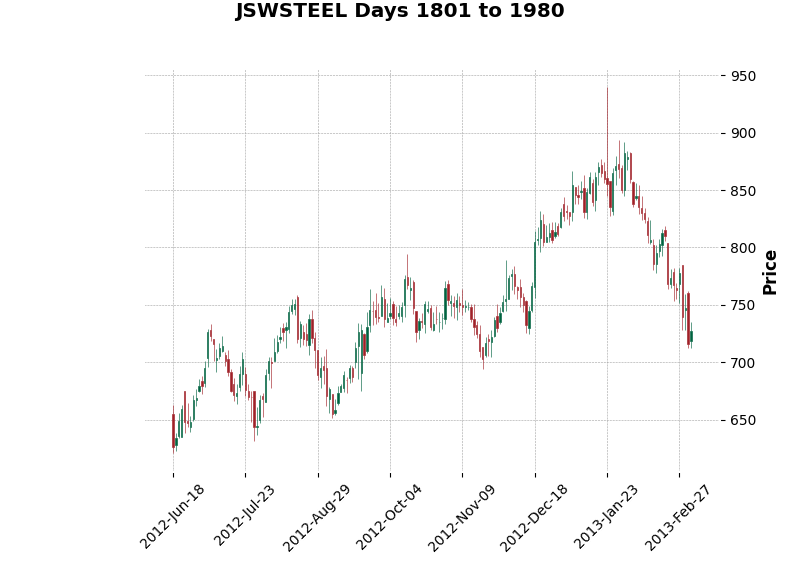 JSWSTEEL Days 1801 to 1980
950
900
850
800
750
700
650
Price
2012-Jun-18
2012-Jul-23
2012-Aug-29
2012-Oct-04
2012-Nov-09
2012-Dec-18
2013-Jan-23
2013-Feb-27